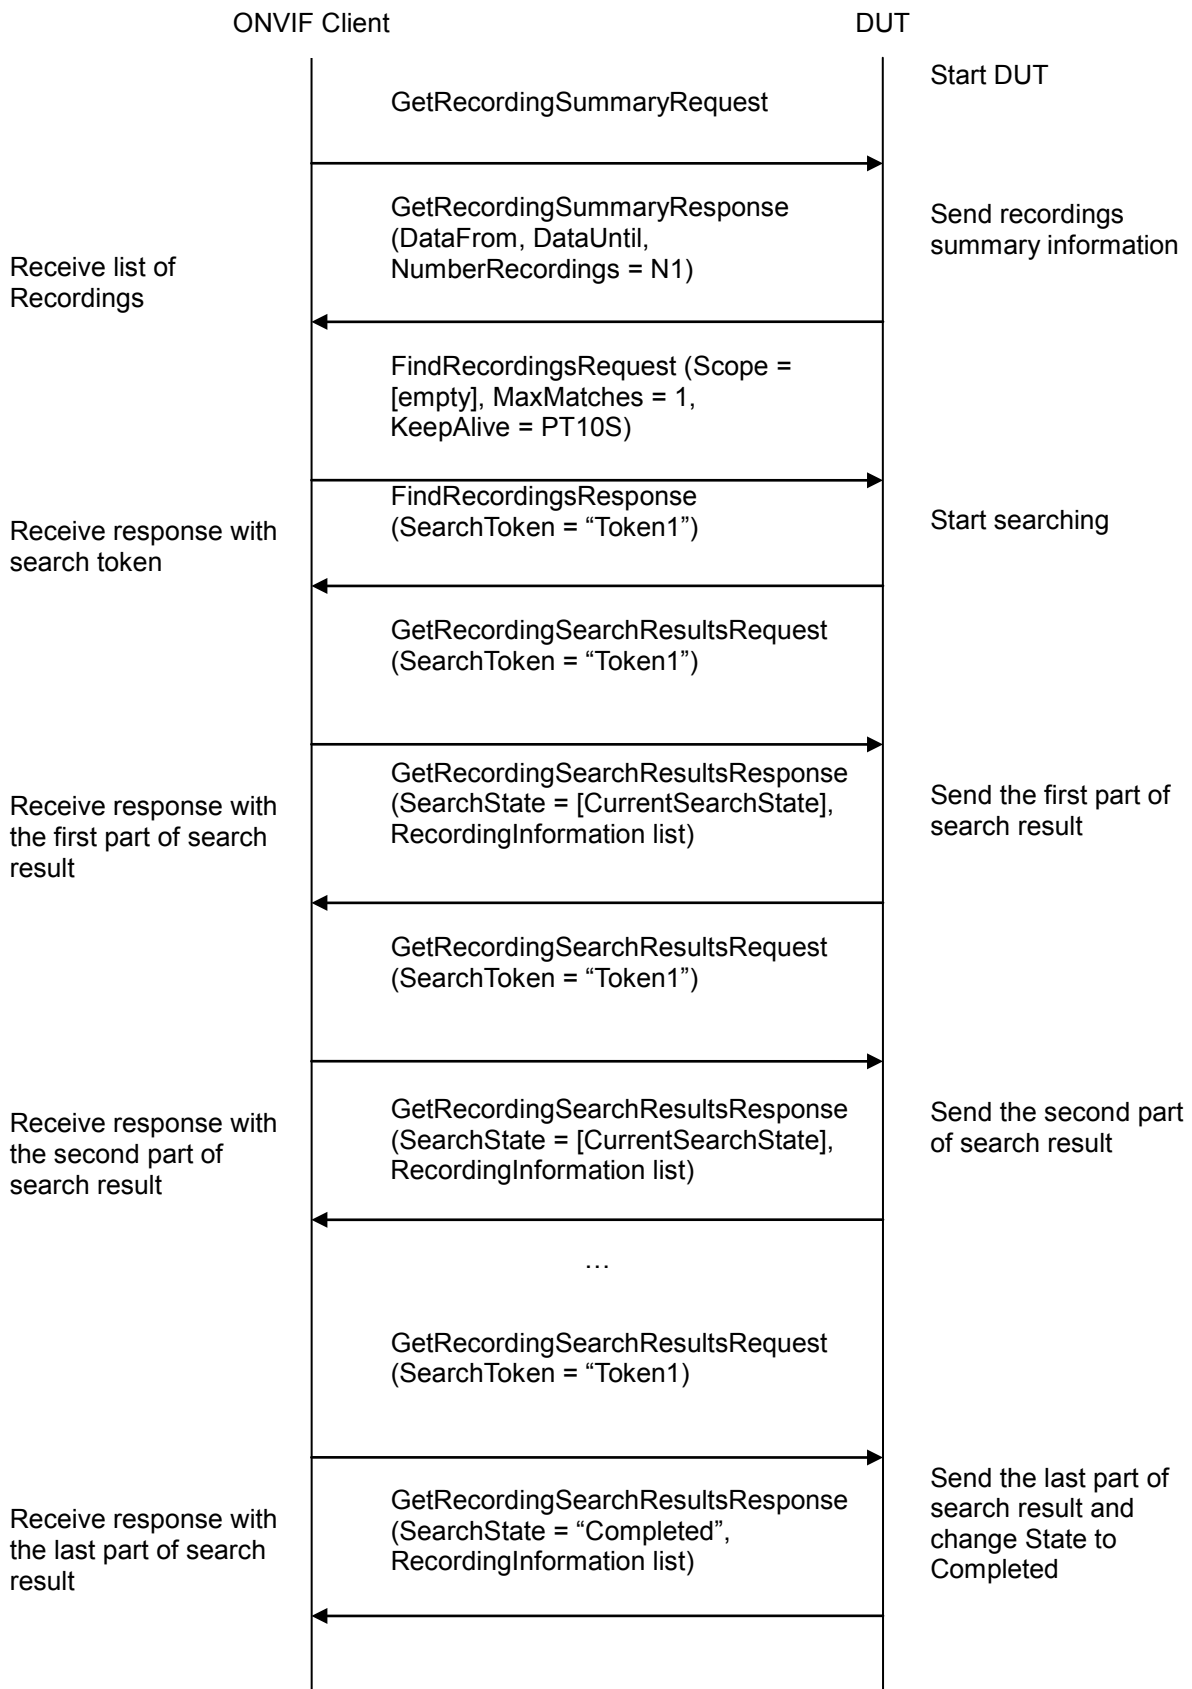 ONVIF Client
DUT
Start DUT
GetRecordingSummaryRequest
GetRecordingSummaryResponse
(DataFrom, DataUntil,
NumberRecordings = N1)
Send recordings
summary information
Receive list of
Recordings
FindRecordingsRequest (Scope =
[empty], MaxMatches = 1,
KeepAlive = PT10S)
FindRecordingsResponse
(SearchToken = “Token1”)
Start searching
Receive response with
search token
GetRecordingSearchResultsRequest
(SearchToken = “Token1”)
GetRecordingSearchResultsResponse
(SearchState = [CurrentSearchState],
RecordingInformation list)
Send the first part of
search result
Receive response with
the first part of search
result
GetRecordingSearchResultsRequest
(SearchToken = “Token1”)
GetRecordingSearchResultsResponse
(SearchState = [CurrentSearchState],
RecordingInformation list)
Send the second part
of search result
Receive response with
the second part of
search result
…
GetRecordingSearchResultsRequest
(SearchToken = “Token1)
GetRecordingSearchResultsResponse
(SearchState = “Completed”,
RecordingInformation list)
Send the last part of
search result and
change State to
Completed
Receive response with
the last part of search
result